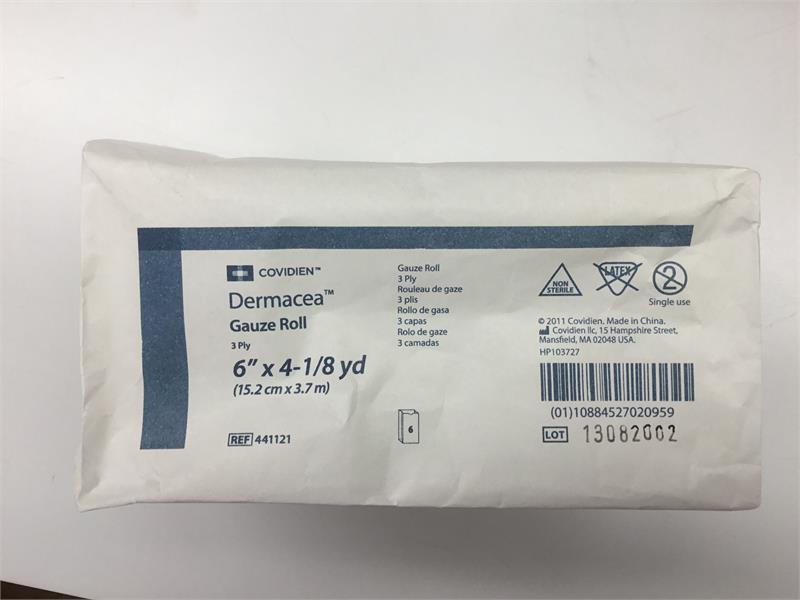 COVIDIEN™
Dermacea™
Gauze Roll
3 Ply
6" x 4-1/8 yd
(15.2 cm x 3.7 m)
REF 441121
Gauze Roll
3 Ply
Rouleau de gaze
3 plis
Rollo de gasa
3 capas
Rolo de gaze
3 camadas
6
NON
STERILE
LATEX
2
Single use
© 2011 Covidien. Made in China.
Covidien llc, 15 Hampshire Street,
Mansfield, MA 02048 USA.
HP103727
(01)10884527020959
LOT 13082002